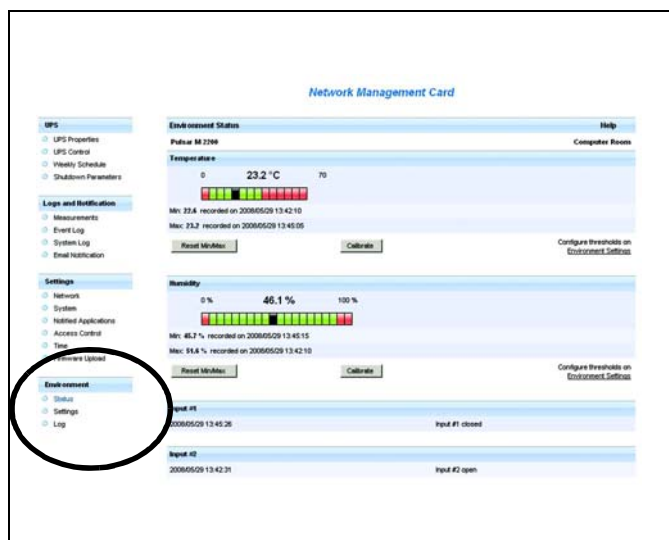 Network Management Card
UPS
UPS Properties
UPS Control
Weekly Schedule
Shutdown Parameters
Logs and Notification
Measurements
Event Log
System Log
Email Notification
Settings
Network
System
Notified Applications
Access Control
Time
Firmware Upload
Environment
Status
Settings
Log
Environment Status Help
Pulsar M 2200 Computer Room
Temperature
0 23.2 °C 70
Min: 22.6 recorded on 2008/05/29 13:42:10
Max: 23.2 recorded on 2008/05/29 13:45:05
Reset Min/Max Calibrate Configure thresholds on
Environment Settings
Humidity
0 % 46.1 % 100 %
Min: 45.7 % recorded on 2008/05/29 13:45:15
Max: 51.6 % recorded on 2008/05/29 13:42:10
Reset Min/Max Calibrate Configure thresholds on
Environment Settings
Input #1
2008/05/29 13:45:26 Input #1 closed
Input #2
2008/05/29 13:42:31 Input #2 open